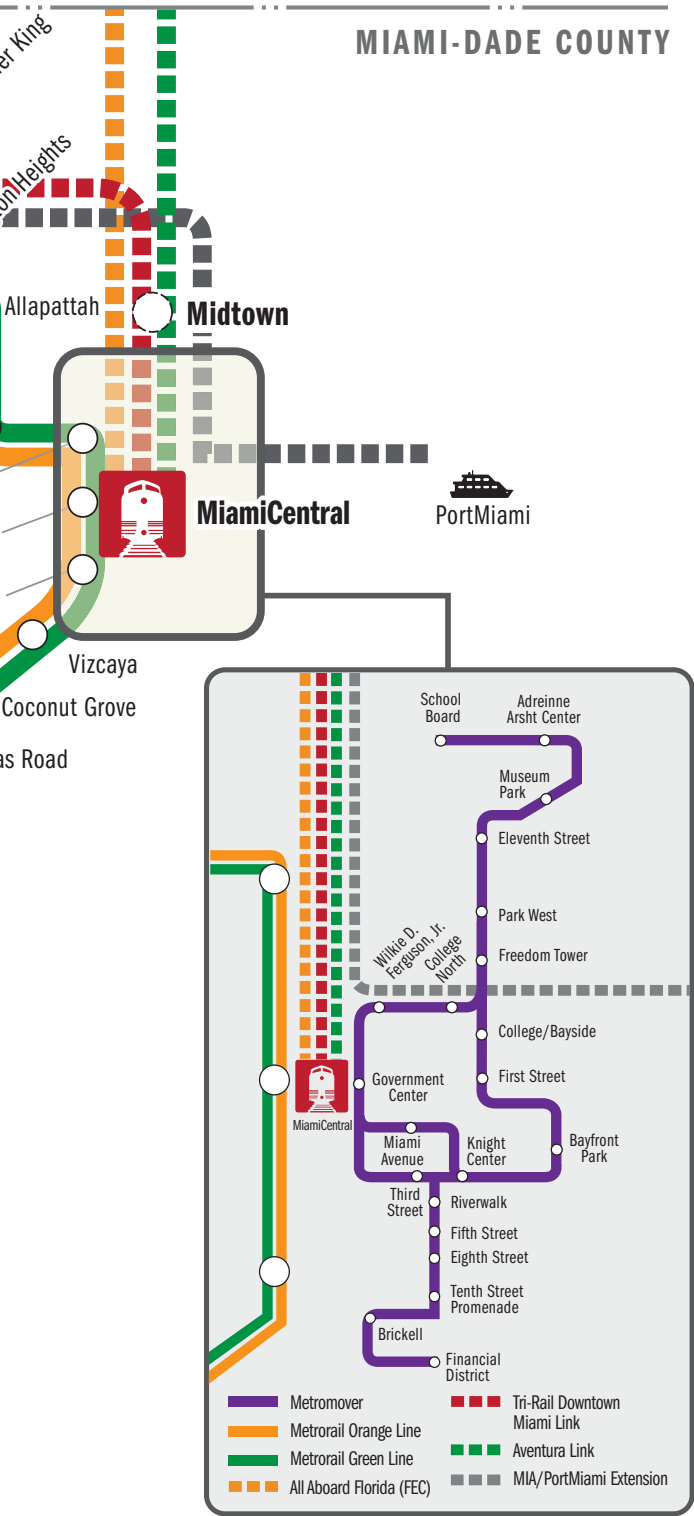 MIAMI-DADE COUNTY
King
Heights
Allapattah
Midtown
MiamiCentral
PortMiami
Vizcaya
Coconut Grove
Road
School
Board
Adreinne
Arsht Center
Museum
Park
Eleventh Street
Park West
Wilkie D.
Ferguson, Jr.
College
North
Freedom Tower
College/Bayside
First Street
Government
Center
MiamiCentral
Miami
Avenue
Knight
Center
Bayfront
Park
Third
Street
Riverwalk
Fifth Street
Eighth Street
Tenth Street
Promenade
Brickell
Financial
District
Metromover
Metrorail Orange Line
Metrorail Green Line
All Aboard Florida (FEC)
Tri-Rail Downtown
Miami Link
Aventura Link
MIA/PortMiami Extension